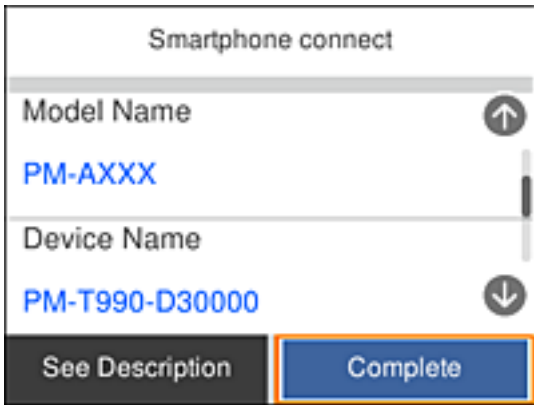 Smartphone connect
Model Name
PM-AXXX
Device Name
PM-T990-D30000
See Description
Complete